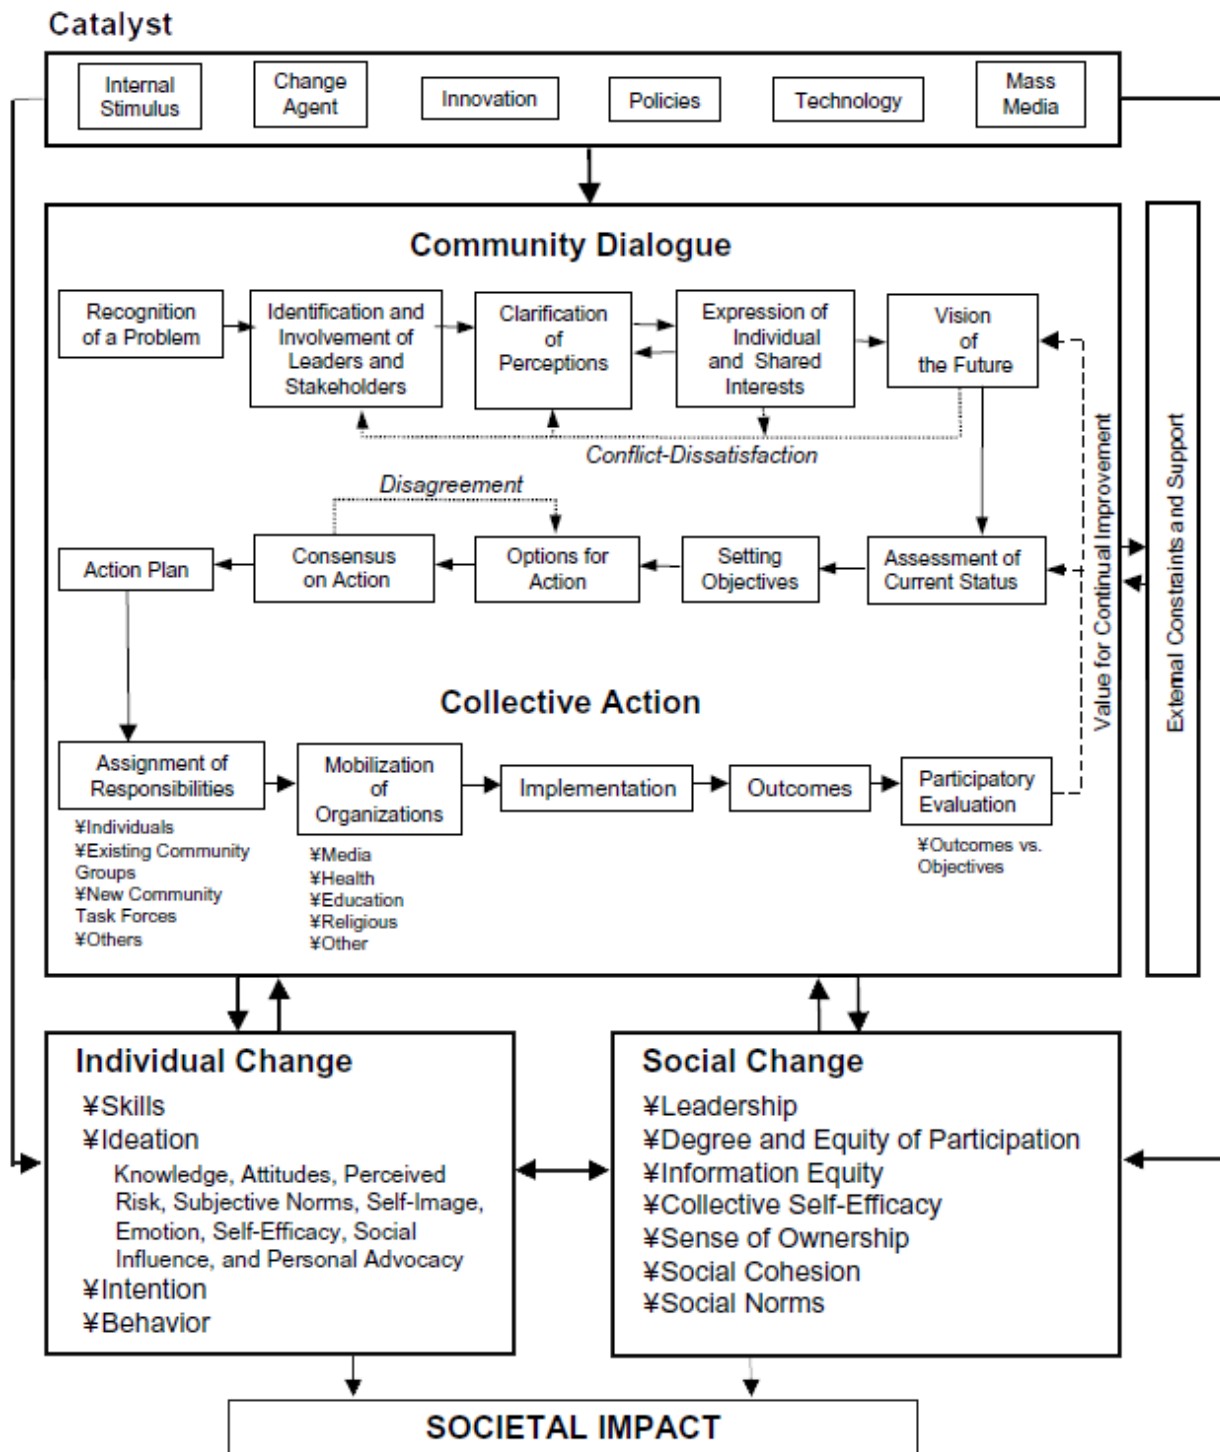 Catalyst
Internal
Stimulus
Change
Agent
Innovation
Policies
Technology
Mass
Media
Community Dialogue
Recognition
of a Problem
Identification and
Involvement of
Leaders and
Stakeholders
Clarification
of
Perceptions
Expression of
Individual
and Shared
Interests
Vision
of
the Future
Conflict-Dissatisfaction
Disagreement
Action Plan
Consensus
on Action
Options for
Action
Setting
Objectives
Assessment of
Current Status
Value for Continual Improvement
External Constraints and Support
Collective Action
Assignment of
Responsibilities
¥Individuals
¥Existing Community
Groups
¥New Community
Task Forces
¥Others
Mobilization
of
Organizations
¥Media
¥Health
¥Education
¥Religious
¥Other
Implementation
Outcomes
Participatory
Evaluation
¥Outcomes vs.
Objectives
Individual Change
¥Skills
¥Ideation
Knowledge, Attitudes, Perceived
Risk, Subjective Norms, Self-Image,
Emotion, Self-Efficacy, Social
Influence, and Personal Advocacy
¥Intention
¥Behavior
Social Change
¥Leadership
¥Degree and Equity of Participation
¥Information Equity
¥Collective Self-Efficacy
¥Sense of Ownership
¥Social Cohesion
¥Social Norms
SOCIETAL IMPACT